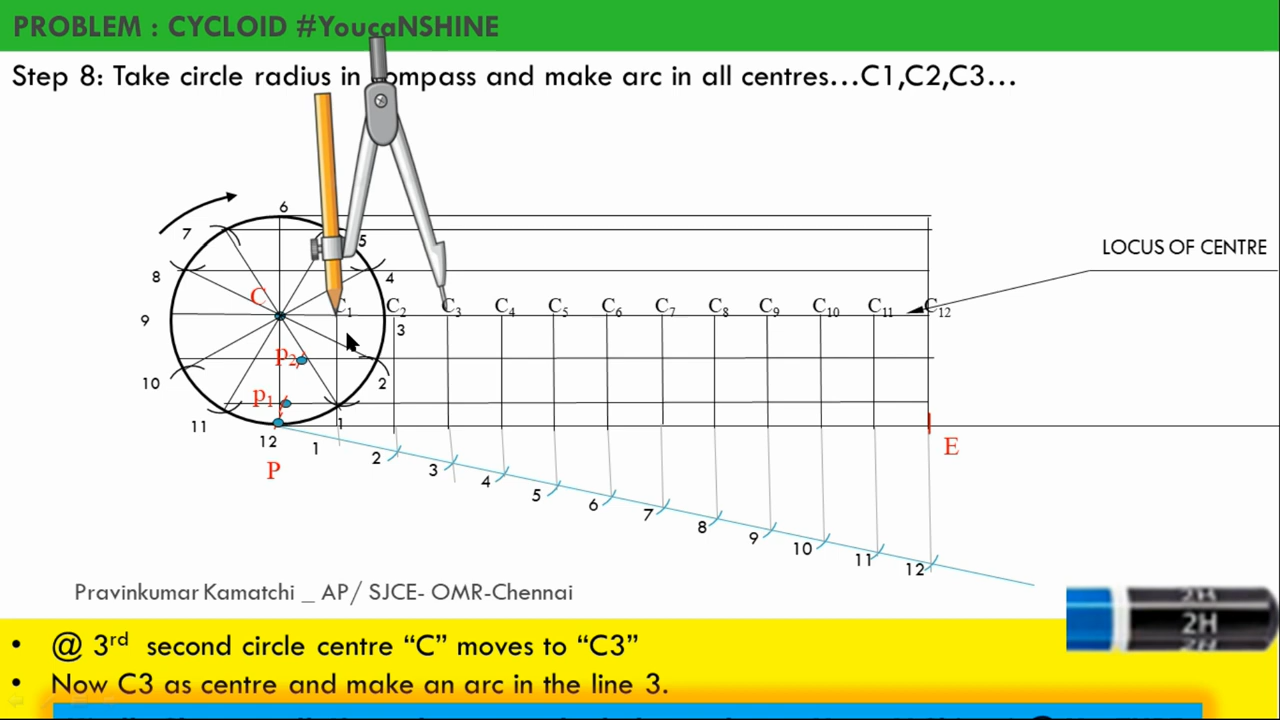 PROBLEM : CYCLOID #YoucaNSHINE
Step 8: Take circle radius in compass and make arc in all centres…C1,C2,C3…
6
7
5
LOCUS OF CENTRE
8
4
C
C1 C2 C3 C4 C5 C6 C7 C8 C9 C10 C11 C12
9
3
P2
10
2
P1
11
12
1
1
E
P
2
3
4
5
6
7
8
9
10
11
12
Pravinkumar Kamatchi _ AP/ SJCE- OMR-Chennai
2H
• @ 3rd second circle centre “C” moves to “C3”
• Now C3 as centre and make an arc in the line 3.